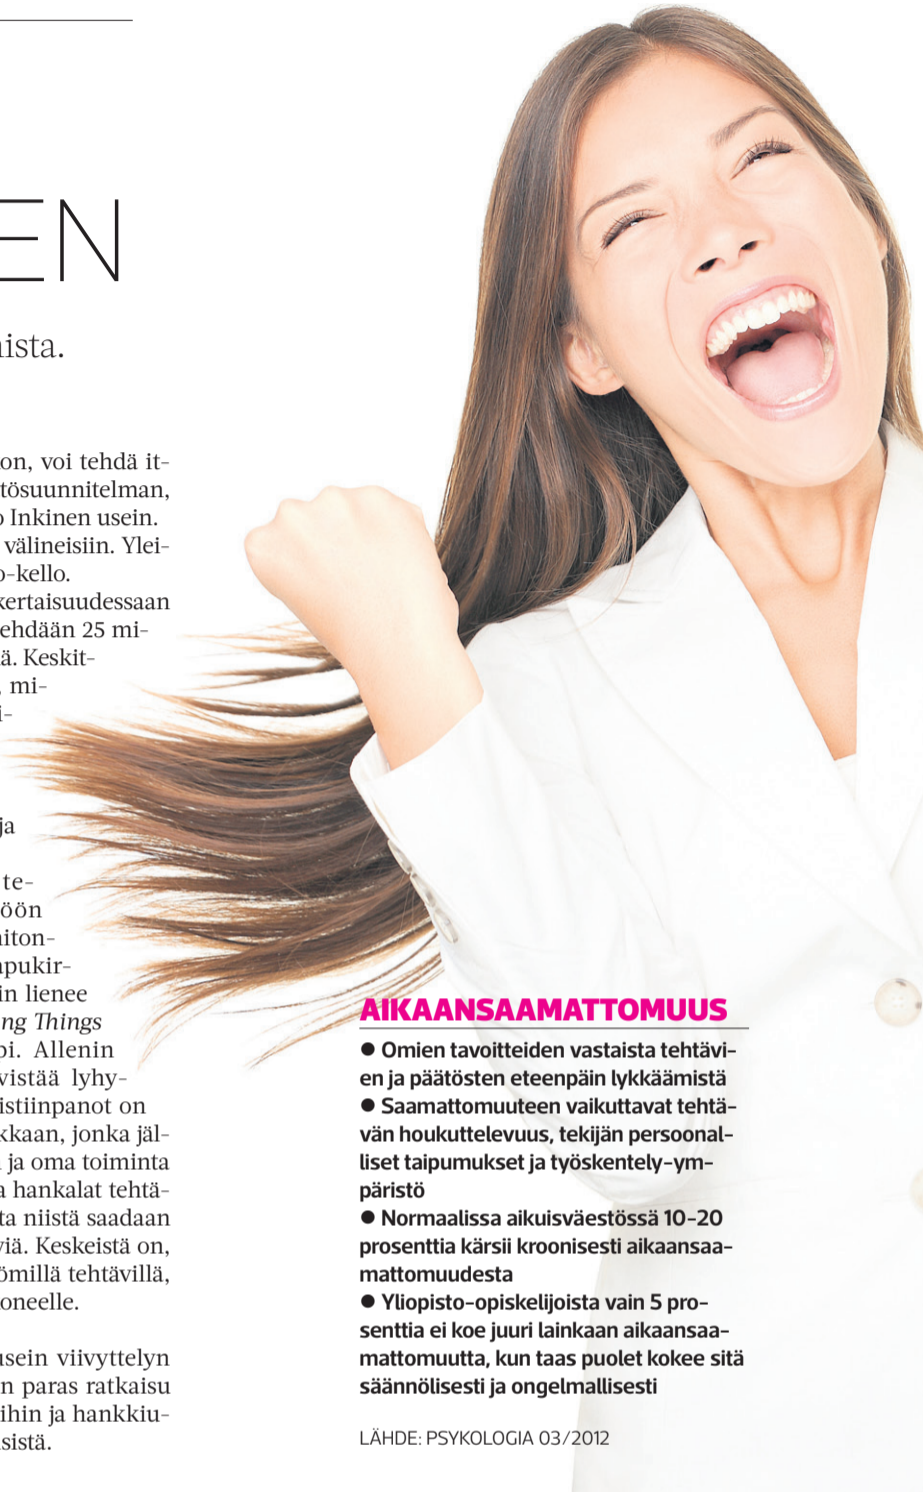 EN
ista.
on, voi tehdä it-
tösuunnitelman,
o Inkinen usein.
välineisiin. Ylei-
o-kello.
kertaisuudessaan
ehdään 25 mi-
ä. Keskit-
, mi-
i-
ja
te-
öön
iton-
pukir-
in lienee
ng Things
pi. Allenin
vistää lyhy-
istiinpanot on
kkaan, jonka jäl-
ja oma toiminta
a hankalat tehtä-
ta niistä saadaan
viä. Keskeistä on,
ömillä tehtävillä,
oneelle.
usein viivyttelyn
n paras ratkaisu
ihin ja hankkiu-
sistä.
AIKAANSAAMATTOMUUS
● Omien tavoitteiden vastaista tehtävi-
en ja päätösten eteenpäin lykkäämistä
● Saamattomuuteen vaikuttavat tehtä-
vän houkuttelevuus, tekijän persoonal-
liset taipumukset ja työskentely-ym-
päristö
● Normaalissa aikuisväestössä 10-20
prosenttia kärsii kroonisesti aikaansaa-
mattomuudesta
● Yliopisto-opiskelijoista vain 5 pro-
senttia ei koe juuri lainkaan aikaansaa-
mattomuutta, kun taas puolet kokee sitä
säännölisesti ja ongelmallisesti
LÄHDE: PSYKOLOGIA 03/2012